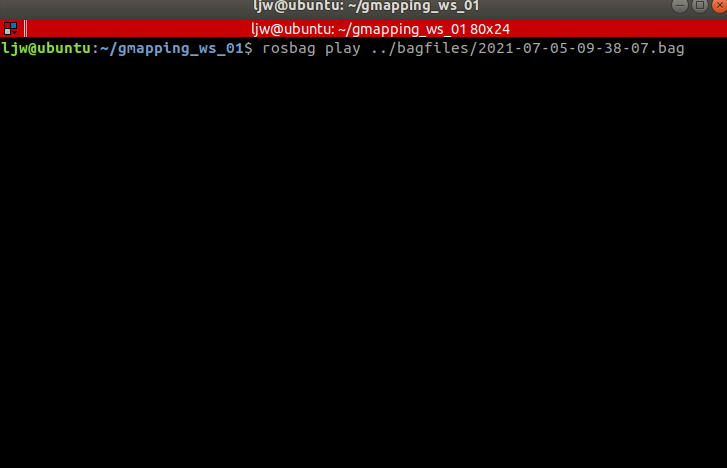 ljw@ubuntu: ~/gmapping_ws_01
ljw@ubuntu: ~/gmapping_ws_01 80x24
ljw@ubuntu:~/gmapping_ws_01$ rosbag play ../bagfiles/2021-07-05-09-38-07.bag